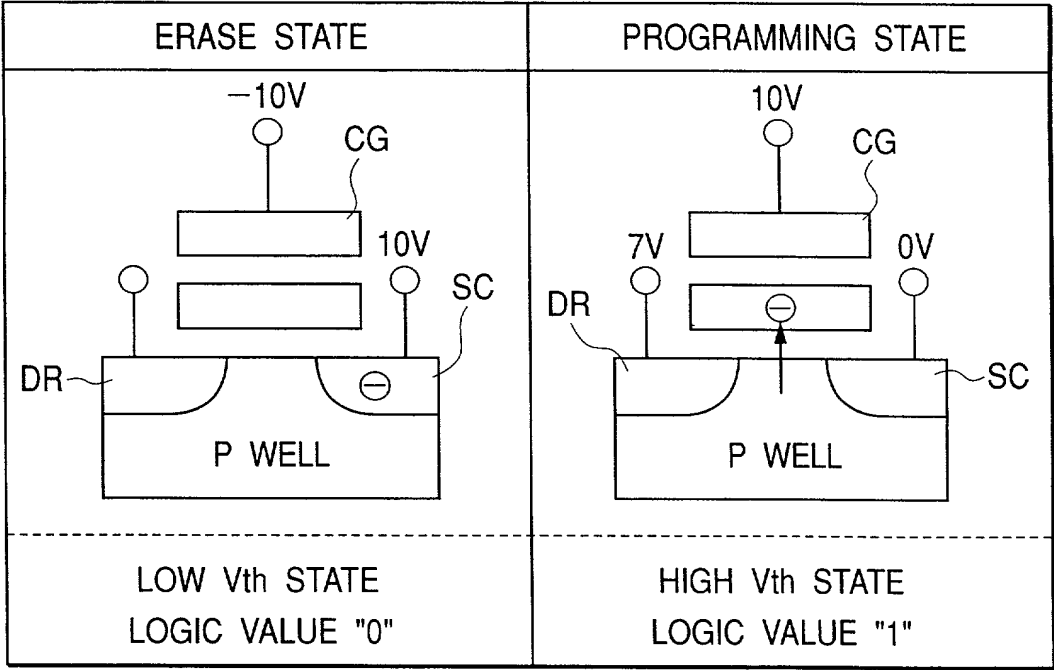 ERASE STATE
PROGRAMMING STATE
−10V
CG
10V
SC
DR
⊖
P WELL
LOW Vth STATE
LOGIC VALUE "0"
10V
CG
7V
0V
DR
⊖
SC
P WELL
HIGH Vth STATE
LOGIC VALUE "1"